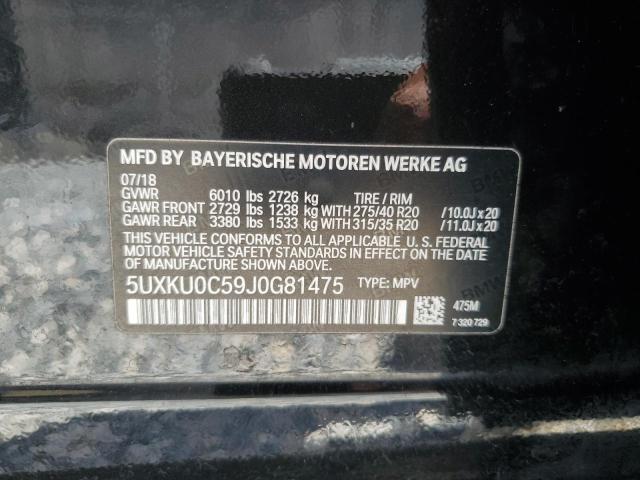 MFD BY BAYERISCHE MOTOREN WERKE AG
07/18
GVWR 6010 lbs 2726 kg TIRE / RIM
GAWR FRONT 2729 lbs 1238 kg WITH 275/40 R20 /10.0J x 20
GAWR REAR 3380 lbs 1533 kg WITH 315/35 R20 /11.0J x 20
THIS VEHICLE CONFORMS TO ALL APPLICABLE U. S. FEDERAL
MOTOR VEHICLE SAFETY STANDARDS IN EFFECT ON THE DATE
OF MANUFACTURE SHOWN ABOVE.
5UXKU0C59J0G81475 TYPE: MPV
475M
7 320 729